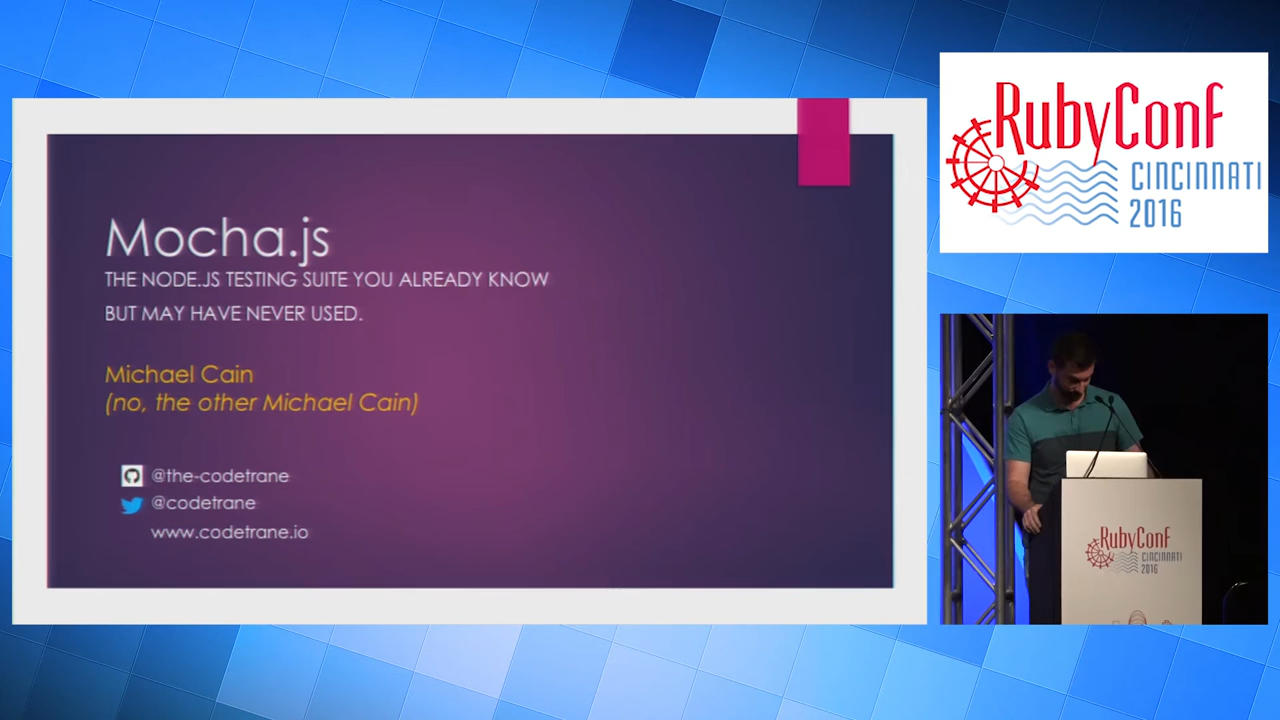 Mocha.js
THE NODE.JS TESTING SUITE YOU ALREADY KNOW
BUT MAY HAVE NEVER USED.
Michael Cain
(no, the other Michael Cain)
@the-codetrane
@codetrane
www.codetrane.io
RubyConf
CINCINNATI
2016
RubyConf
CINCINNATI
2016